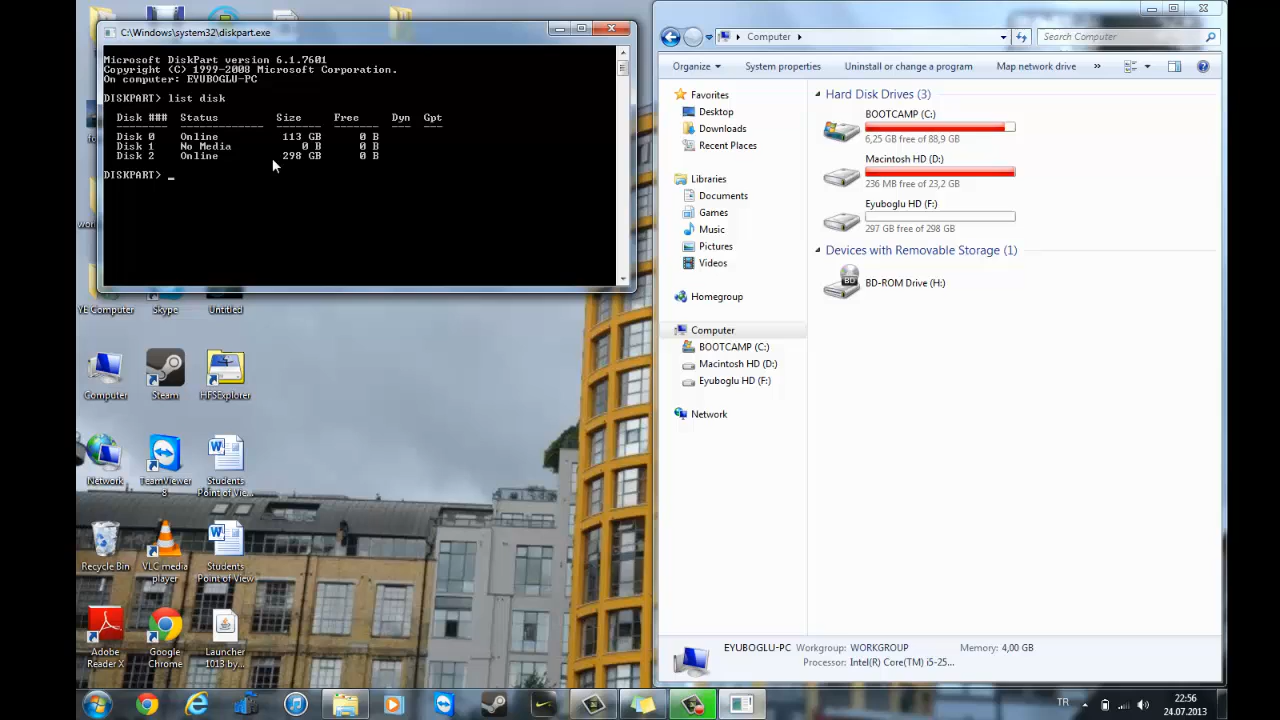 C:\Windows\system32\diskpart.exe
Microsoft DiskPart version 6.1.7601
Copyright (C) 1999-2008 Microsoft Corporation.
On computer: EYUBOGLU-PC
DISKPART> list disk
Disk ### Status Size Free Dyn Gpt
Disk 0 Online 113 GB 0 B
Disk 1 No Media 0 B 0 B
Disk 2 Online 298 GB 0 B
DISKPART> _
YE Computer
Skype
Untitled
Computer
Steam
HFSExplorer
Network
TeamViewer 8
Students Point of Vie...
Recycle Bin
VLC media player
Students Point of View
Adobe Reader X
Google Chrome
Launcher 1013 by...
Computer
Search Computer
Organize
System properties
Uninstall or change a program
Map network drive
»
Favorites
Desktop
Downloads
Recent Places
Libraries
Documents
Games
Music
Pictures
Videos
Homegroup
Computer
BOOTCAMP (C:)
Macintosh HD (D:)
Eyuboglu HD (F:)
Network
Hard Disk Drives (3)
BOOTCAMP (C:)
6,25 GB free of 88,9 GB
Macintosh HD (D:)
236 MB free of 23,2 GB
Eyuboglu HD (F:)
297 GB free of 298 GB
Devices with Removable Storage (1)
BD
BD-ROM Drive (H:)
EYUBOGLU-PC Workgroup: WORKGROUP Memory: 4,00 GB
Processor: Intel(R) Core(TM) i5-25...
TR
22:56
24.07.2013